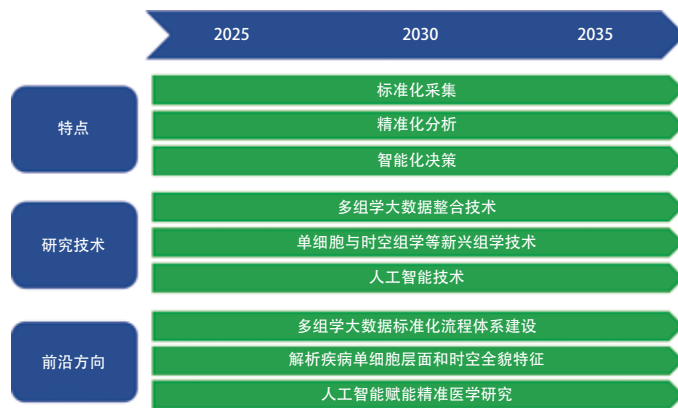 2025 2030 2035
特点
标准化采集
精准化分析
智能化决策
研究技术
多组学大数据整合技术
单细胞与时空组学等新兴组学技术
人工智能技术
前沿方向
多组学大数据标准化流程体系建设
解析疾病单细胞层面和时空全貌特征
人工智能赋能精准医学研究